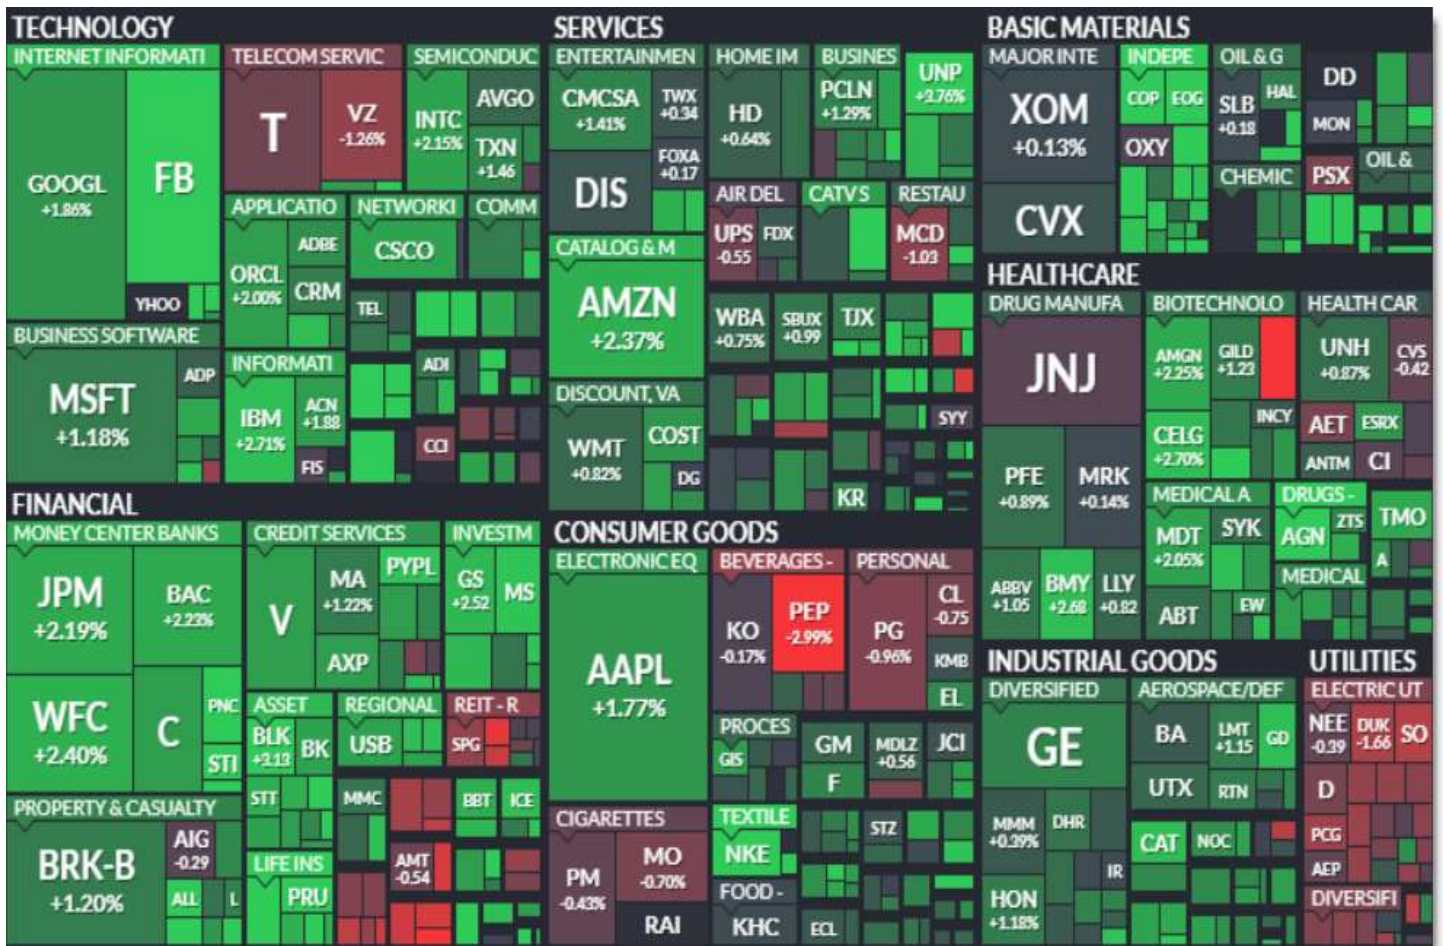 TECHNOLOGY
INTERNET INFORMATI
GOOGL
+1.86%
FB
YHOO
TELECOM SERVIC
T
VZ
-1.26%
SEMICONDUC
INTC
+2.15%
AVGO
TXN
+1.46
APPLICATIO
ORCL
+2.00%
ADBE
CRM
NETWORKI
CSCO
COMM
TEL
BUSINESS SOFTWARE
MSFT
+1.18%
ADP
INFORMATI
IBM
+2.71%
ACN
+1.88
FIS
ADI
CCI
SERVICES
ENTERTAINMEN
CMCSA
+1.41%
TWX
+0.34
DIS
FOXA
+0.17
HOME IM
HD
+0.64%
BUSINES
PCLN
+1.29%
UNP
+3.76%
AIR DEL
UPS
-0.55
FDX
CATV S
RESTAU
MCD
-1.03
CATALOG & M
AMZN
+2.37%
WBA
+0.75%
SBUX
+0.99
TJX
DISCOUNT, VA
WMT
+0.82%
COST
DG
SYY
KR
BASIC MATERIALS
MAJOR INTE
XOM
+0.13%
CVX
INDEPE
COP
EOG
OXY
OIL & G
SLB
+0.18
HAL
CHEMIC
DD
MON
PSX
OIL &
HEALTHCARE
DRUG MANUFA
JNJ
PFE
+0.89%
MRK
+0.14%
ABBV
+1.05
BMY
+2.68
LLY
+0.82
BIOTECHNOLO
AMGN
+2.25%
GILD
+1.23
CELG
+2.70%
INCY
HEALTH CAR
UNH
+0.87%
CVS
-0.42
AET
ESRX
ANTM
CI
MEDICAL A
MDT
+2.05%
SYK
ABT
EW
DRUGS -
AGN
ZTS
TMO
A
MEDICAL
FINANCIAL
MONEY CENTER BANKS
JPM
+2.19%
BAC
+2.23%
WFC
+2.40%
C
PNC
STI
CREDIT SERVICES
V
MA
+1.22%
PYPL
AXP
INVESTM
GS
+2.52
MS
ASSET
BLK
+3.13
BK
STT
REGIONAL
USB
REIT - R
SPG
MMC
BBT
ICE
PROPERTY & CASUALTY
BRK-B
+1.20%
AIG
-0.29
ALL
L
LIFE INS
PRU
AMT
-0.54
CONSUMER GOODS
ELECTRONIC EQ
AAPL
+1.77%
BEVERAGES -
KO
-0.17%
PEP
-2.99%
PERSONAL
PG
-0.96%
CL
-0.75
KMB
EL
PROCES
GIS
GM
F
MDLZ
+0.56
JCI
CIGARETTES
PM
-0.43%
MO
-0.70%
RAI
TEXTILE
NKE
STZ
FOOD -
KHC
ECL
INDUSTRIAL GOODS
DIVERSIFIED
GE
MMM
+0.39%
DHR
IR
HON
+1.18%
AEROSPACE/DEF
BA
LMT
+1.15
GD
UTX
RTN
CAT
NOC
UTILITIES
ELECTRIC UT
NEE
-0.39
DUK
-1.66
SO
D
PCG
AEP
DIVERSIFI